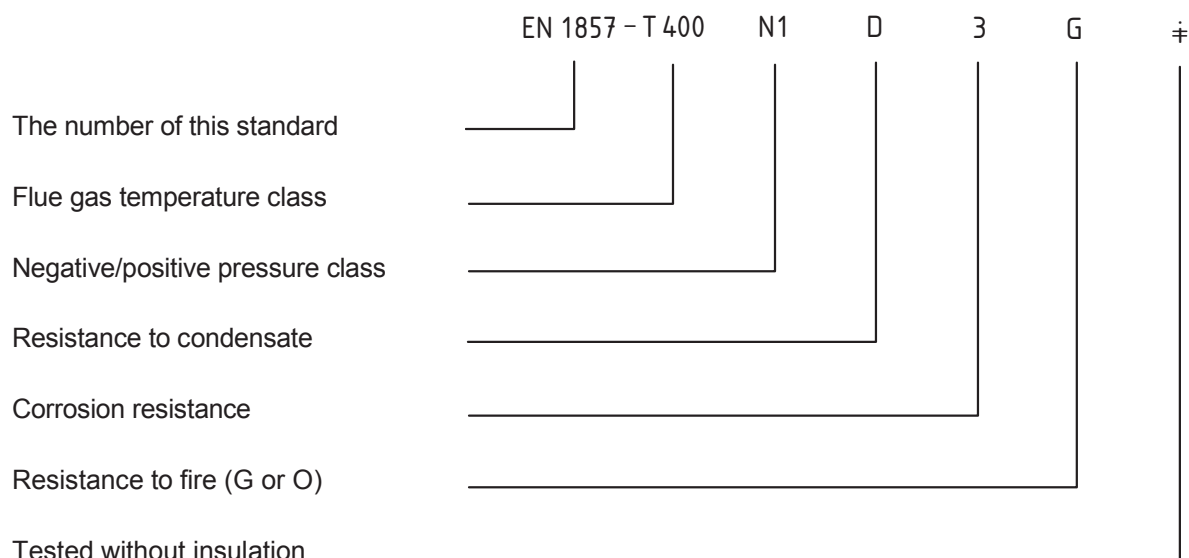 EN 1857 – T 400 N1 D 3 G ⋕
The number of this standard
Flue gas temperature class
Negative/positive pressure class
Resistance to condensate
Corrosion resistance
Resistance to fire (G or O)
Tested without insulation